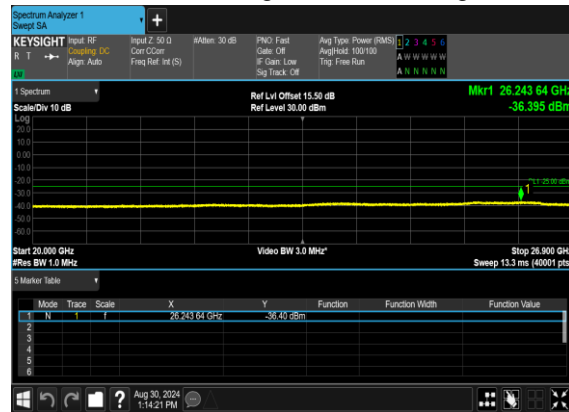 Spectrum Analyzer 1
Swept SA
+
KEYSIGHT Input: RF Input Z: 50 Ω #Atten: 30 dB PNO: Fast Avg Type: Power (RMS) 1 2 3 4 5 6
R T Coupling: DC Corr CCorr Gate: Off Avg|Hold: 100/100 A W W W W W
Align: Auto Freq Ref: Int (S) IF Gain: Low Trig: Free Run
LXI Sig Track: Off A N N N N N
1 Spectrum Ref Lvl Offset 15.50 dB Mkr1 26.243 64 GHz
Scale/Div 10 dB Ref Level 30.00 dBm -36.395 dBm
Log
20.0
10.0
0.00
-10.0
-20.0
DL1 -25.00 dBm
-30.0
1
-40.0
-50.0
-60.0
Start 20.000 GHz Video BW 3.0 MHz* Stop 26.900 GHz
#Res BW 1.0 MHz Sweep 13.3 ms (40001 pts)
5 Marker Table
Mode Trace Scale X Y Function Function Width Function Value
1 N 1 f 26.243 64 GHz -36.40 dBm
2
3
4
5
6
? Aug 30, 2024
1:14:21 PM